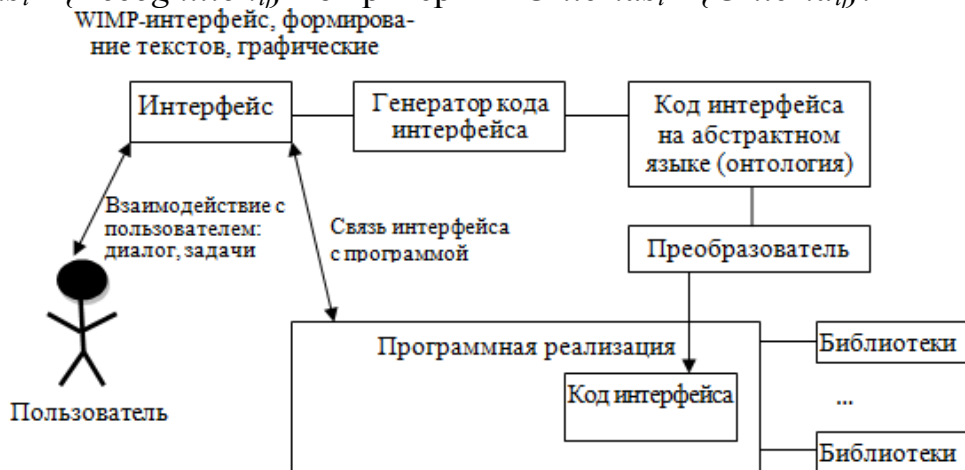 WIMP-интерфейс, формирова-
ние текстов, графические
Интерфейс
Генератор кода
интерфейса
Код интерфейса
на абстрактном
языке (онтология)
Взаимодействие с
пользователем:
диалог, задачи
Связь интерфейса
с программой
Преобразователь
Программная реализация
Библиотеки
Код интерфейса
...
Пользователь
Библиотеки